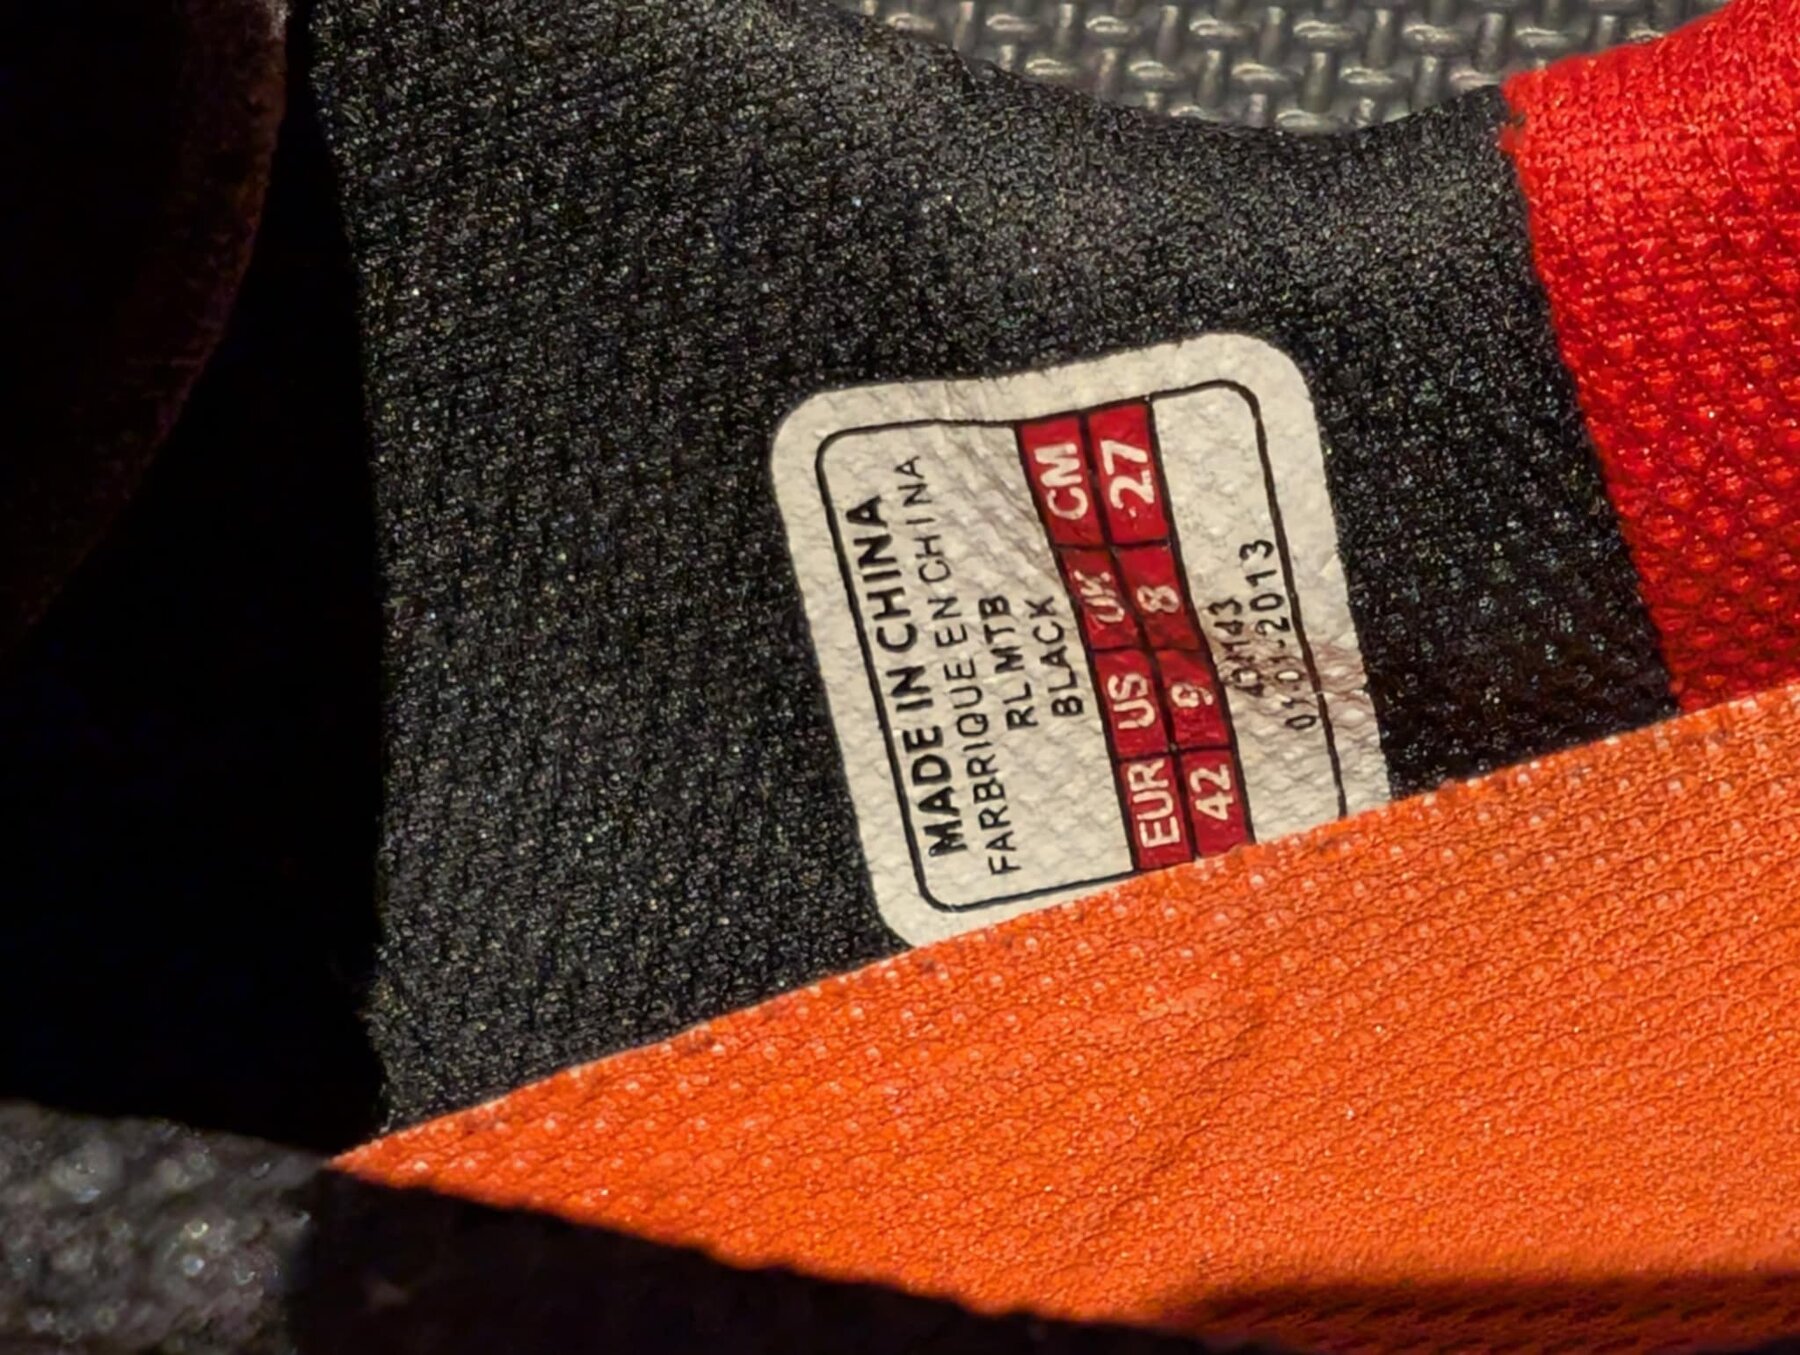 MADE IN CHINA
FARBRIQUE EN CHINA
RL MTB
BLACK
EUR US UK CM
42 9 8 27
01-01-2013